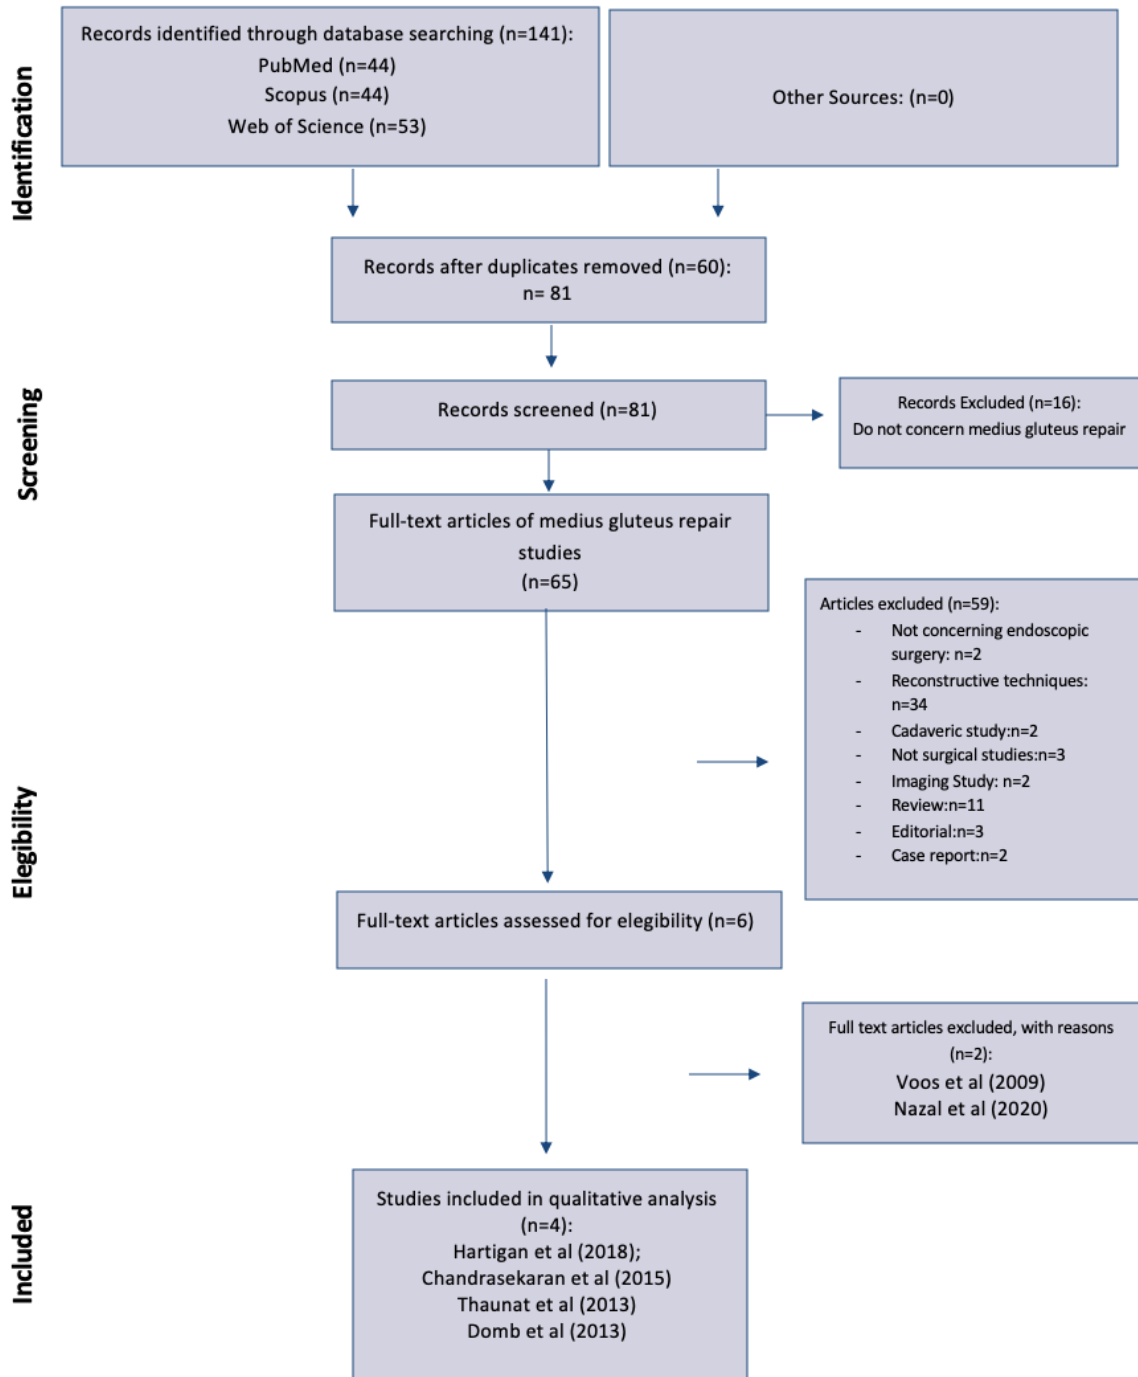 Identification
Records identified through database searching (n=141):
PubMed (n=44)
Scopus (n=44)
Web of Science (n=53)
Other Sources: (n=0)
Records after duplicates removed (n=60):
n= 81
Screening
Records screened (n=81)
Records Excluded (n=16):
Do not concern medius gluteus repair
Full-text articles of medius gluteus repair
studies
(n=65)
Elegibility
Articles excluded (n=59):
- Not concerning endoscopic
surgery: n=2
- Reconstructive techniques:
n=34
- Cadaveric study:n=2
- Not surgical studies:n=3
- Imaging Study: n=2
- Review:n=11
- Editorial:n=3
- Case report:n=2
Full-text articles assessed for elegibility (n=6)
Full text articles excluded, with reasons
(n=2):
Voos et al (2009)
Nazal et al (2020)
Included
Studies included in qualitative analysis
(n=4):
Hartigan et al (2018);
Chandrasekaran et al (2015)
Thaunat et al (2013)
Domb et al (2013)